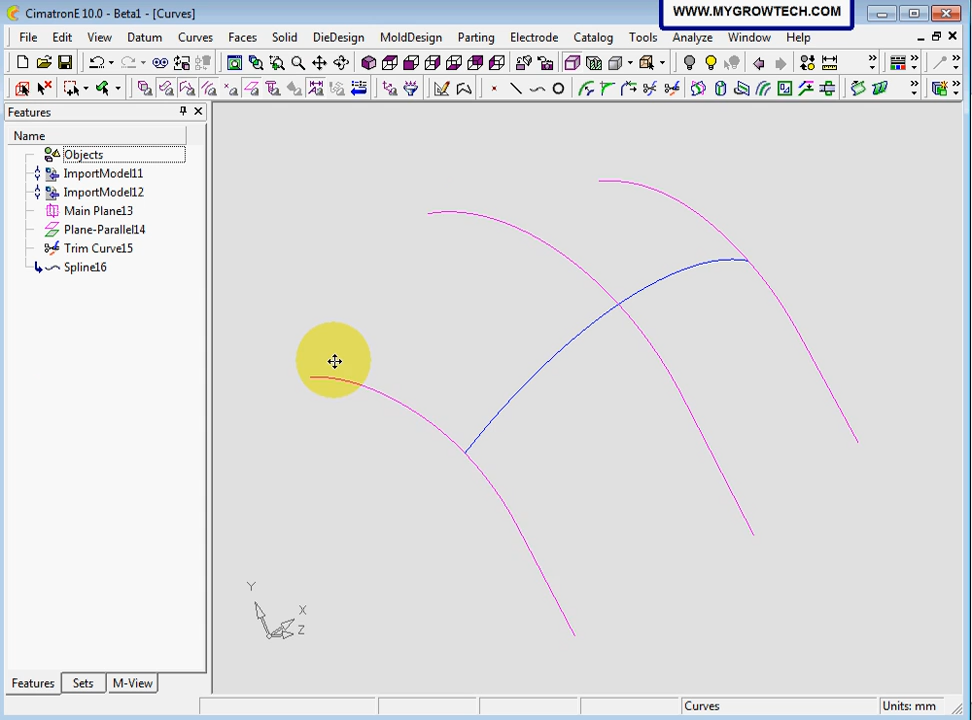 CimatronE 10.0 - Beta1 - [Curves]
WWW.MYGROWTECH.COM
File Edit View Datum Curves Faces Solid DieDesign MoldDesign Parting Electrode Catalog Tools Analyze Window Help
Features
Name
Objects
ImportModel11
ImportModel12
Main Plane13
Plane-Parallel14
Trim Curve15
Spline16
Y
X
Z
Features Sets M-View
Curves
Units: mm